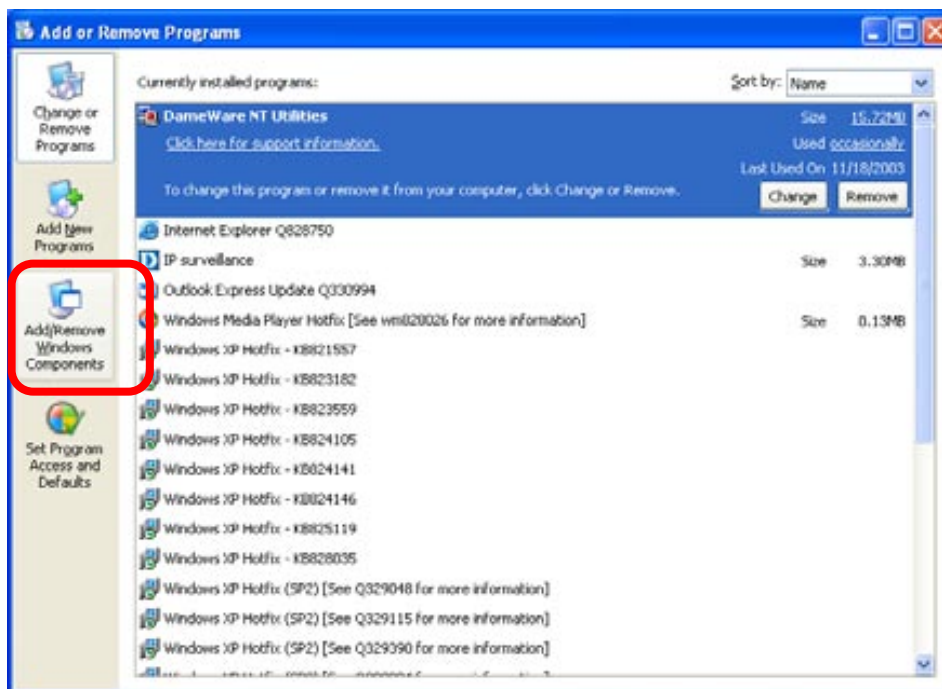 Add or Remove Programs
Change or
Remove
Programs
Add New
Programs
Add/Remove
Windows
Components
Set Program
Access and
Defaults
Currently installed programs:
Sort by: Name
DameWare NT Utilities
Size 15.72MB
Click here for support information.
Used occasionally
Last Used On 11/18/2003
To change this program or remove it from your computer, click Change or Remove.
Change Remove
Internet Explorer Q828750
IP surveillance Size 3.30MB
Outlook Express Update Q330994
Windows Media Player Hotfix [See wm828026 for more information] Size 0.13MB
Windows XP Hotfix - KB821557
Windows XP Hotfix - KB823182
Windows XP Hotfix - KB823559
Windows XP Hotfix - KB824105
Windows XP Hotfix - KB824141
Windows XP Hotfix - KB824146
Windows XP Hotfix - KB825119
Windows XP Hotfix - KB828035
Windows XP Hotfix (SP2) [See Q329048 for more information]
Windows XP Hotfix (SP2) [See Q329115 for more information]
Windows XP Hotfix (SP2) [See Q329390 for more information]